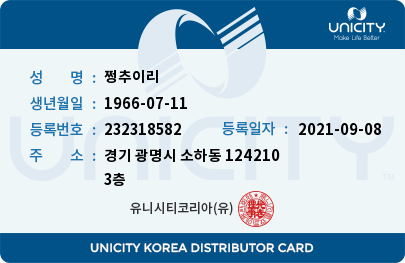 UNICITY
Make Life Better
성 명 : 쩡추이리
생년월일 : 1966-07-11
등록번호 : 232318582 등록일자 : 2021-09-08
주 소 : 경기 광명시 소하동 124210
3층
UNICITY TM
유니시티코리아(유)
UNICITY KOREA DISTRIBUTOR CARD